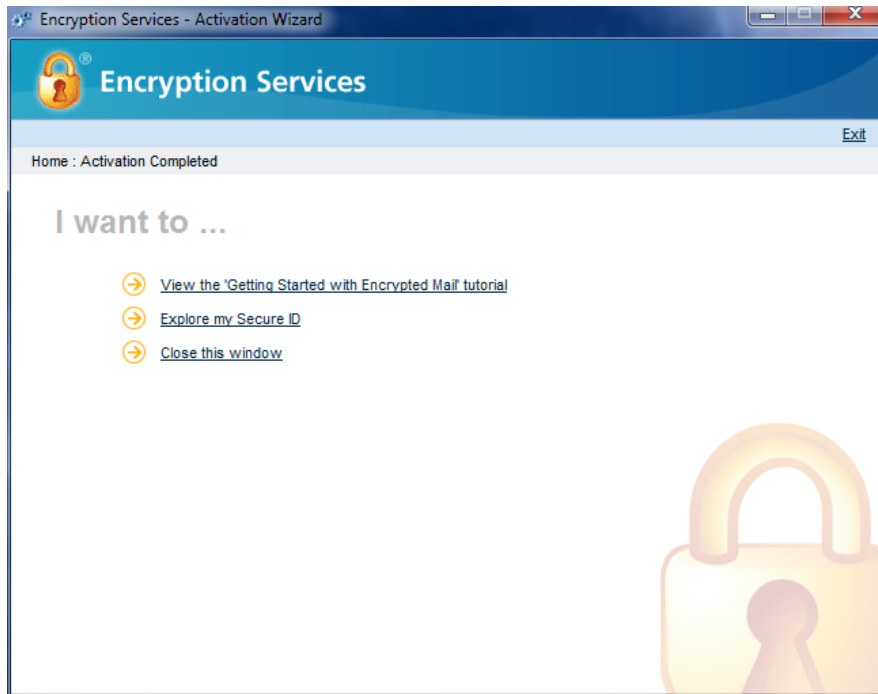 Encryption Services - Activation Wizard
®
Encryption Services
Exit
Home : Activation Completed
I want to ...
View the 'Getting Started with Encrypted Mail' tutorial
Explore my Secure ID
Close this window